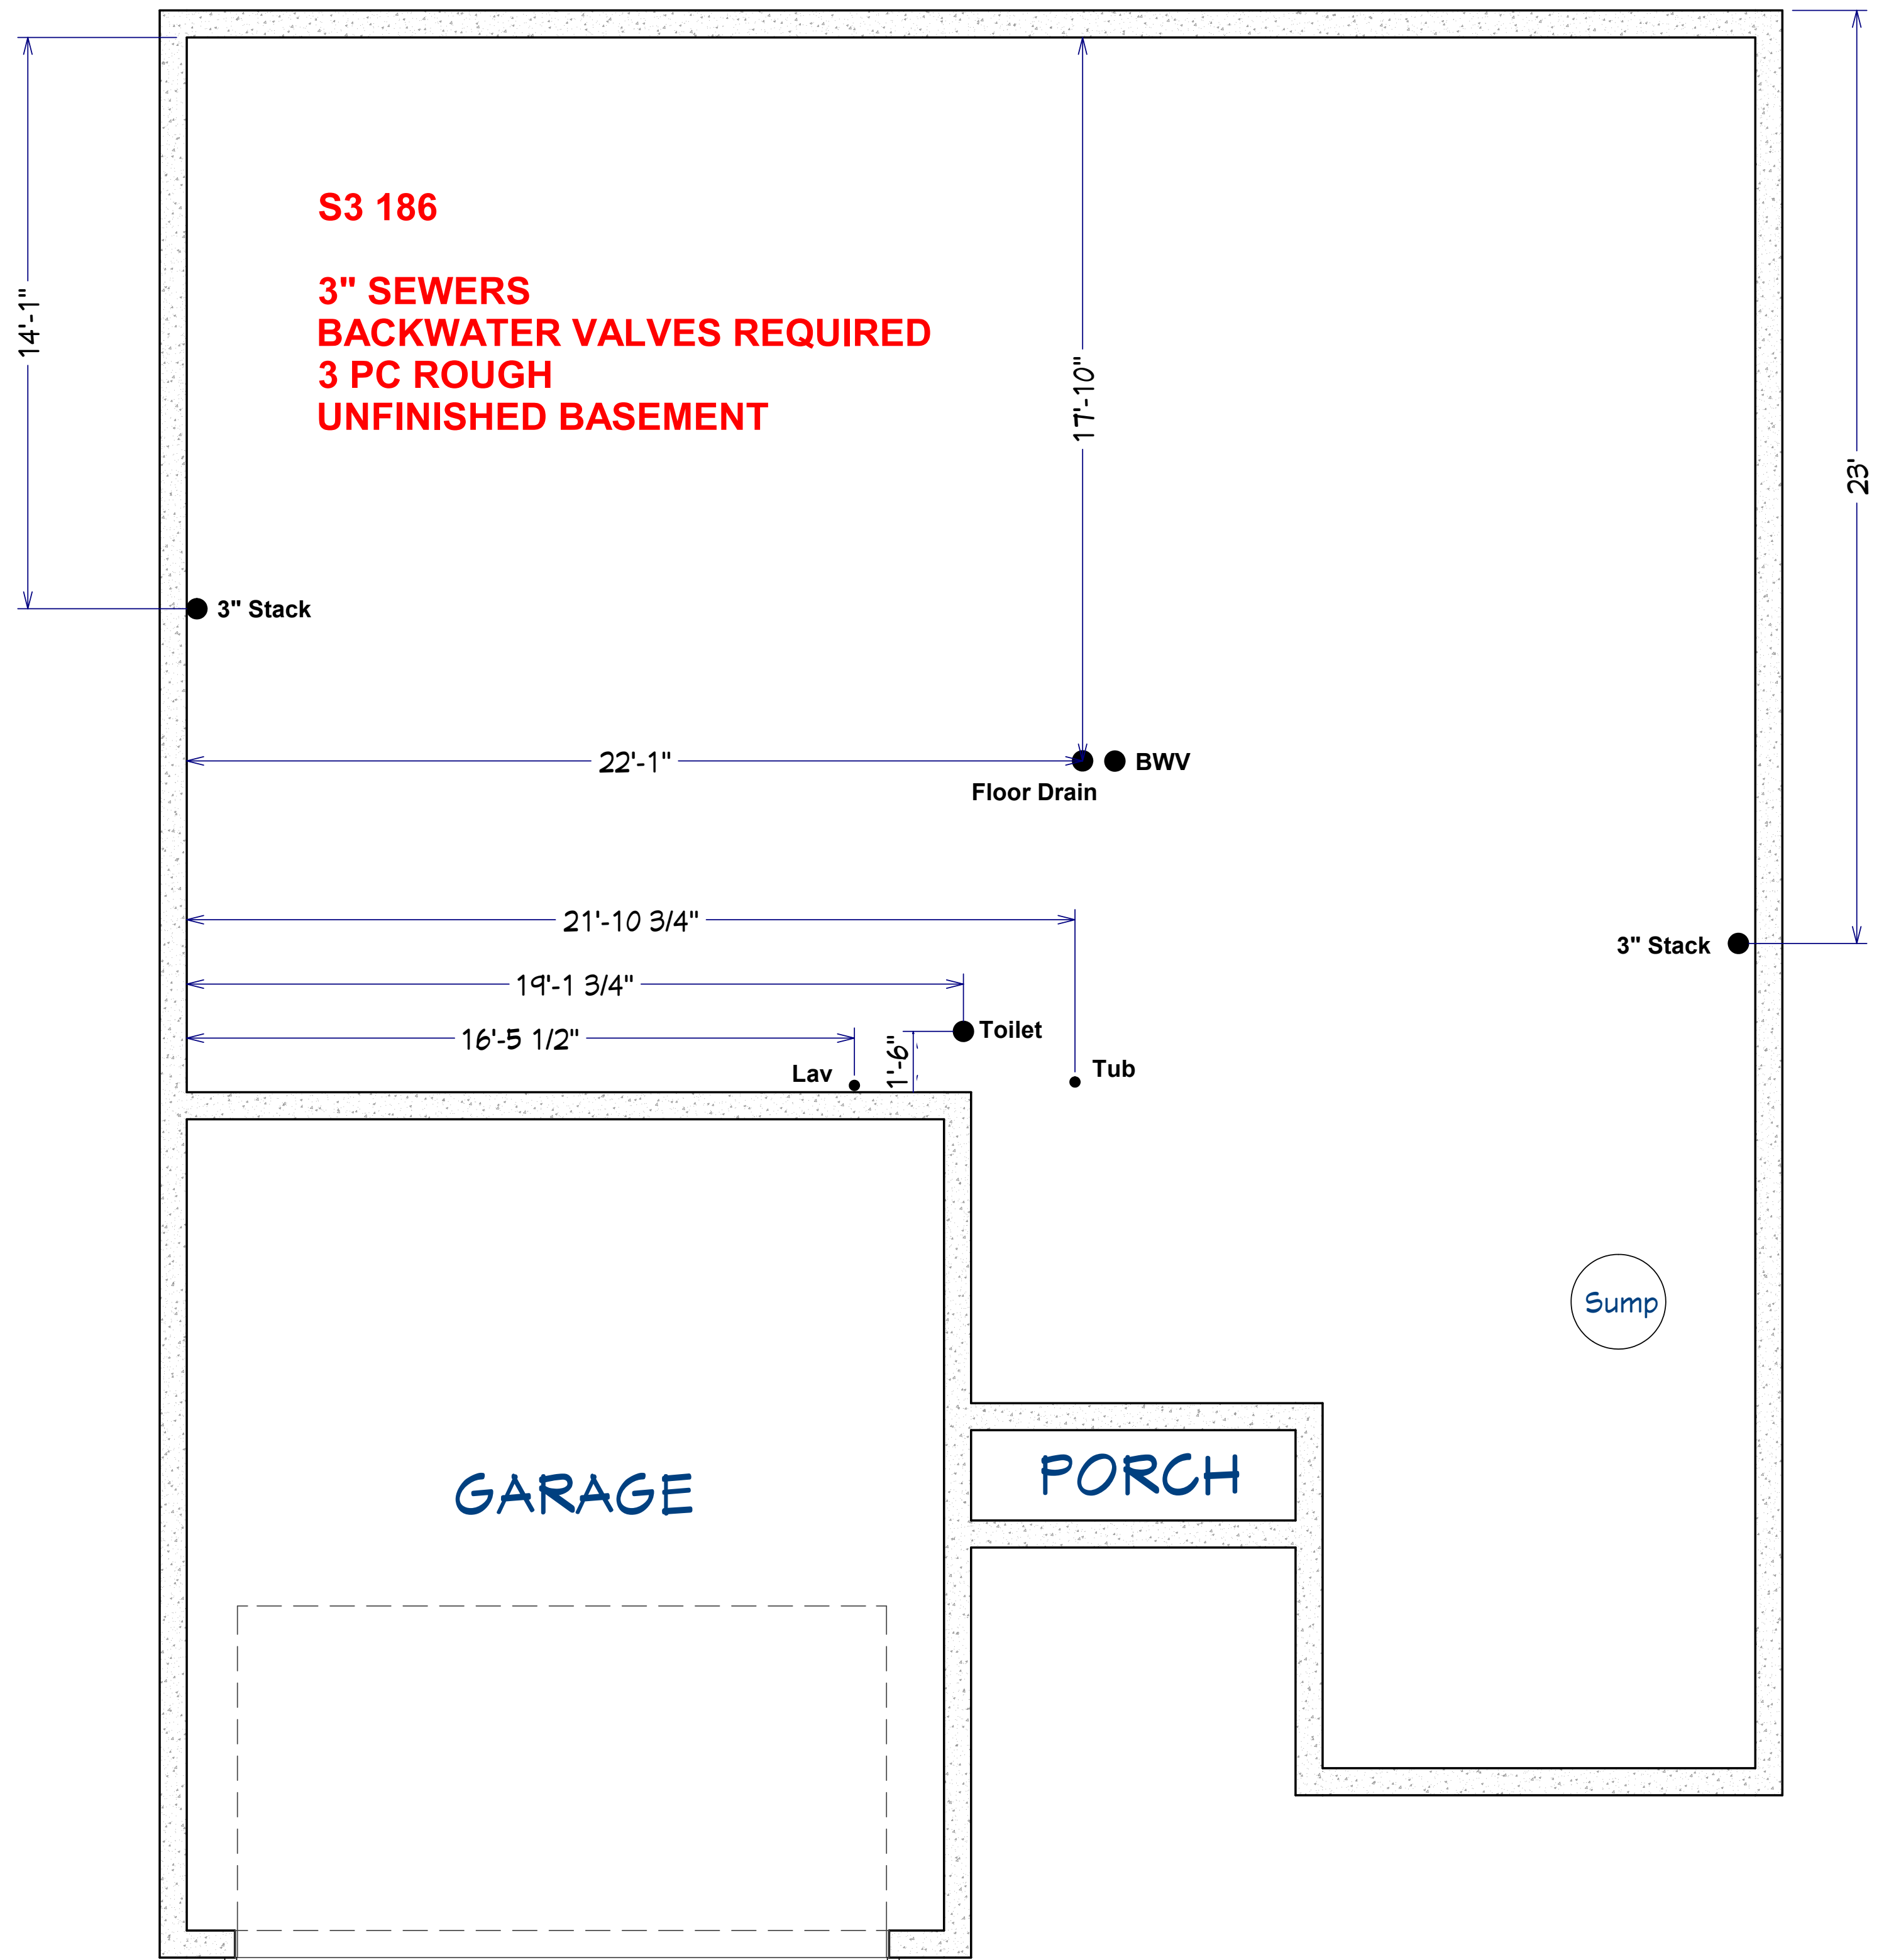 S3 186
3" SEWERS
BACKWATER VALVES REQUIRED
3 PC ROUGH
UNFINISHED BASEMENT
14'-1"
17'-10"
23'
3" Stack
22'-1"
BWV
Floor Drain
21'-10 3/4"
3" Stack
19'-1 3/4"
16'-5 1/2"
1'-6"
Toilet
Lav
Tub
Sump
GARAGE
PORCH